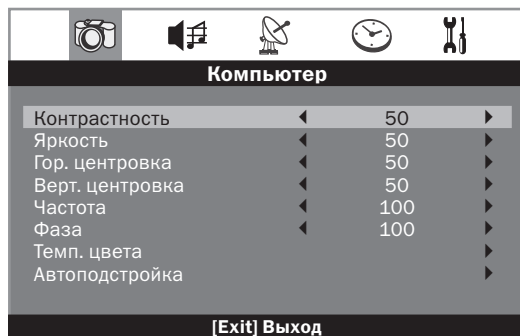 Компьютер
Контрастность 50
Яркость 50
Гор. центровка 50
Верт. центровка 50
Частота 100
Фаза 100
Темп. цвета
Автоподстройка
[Exit] Выход